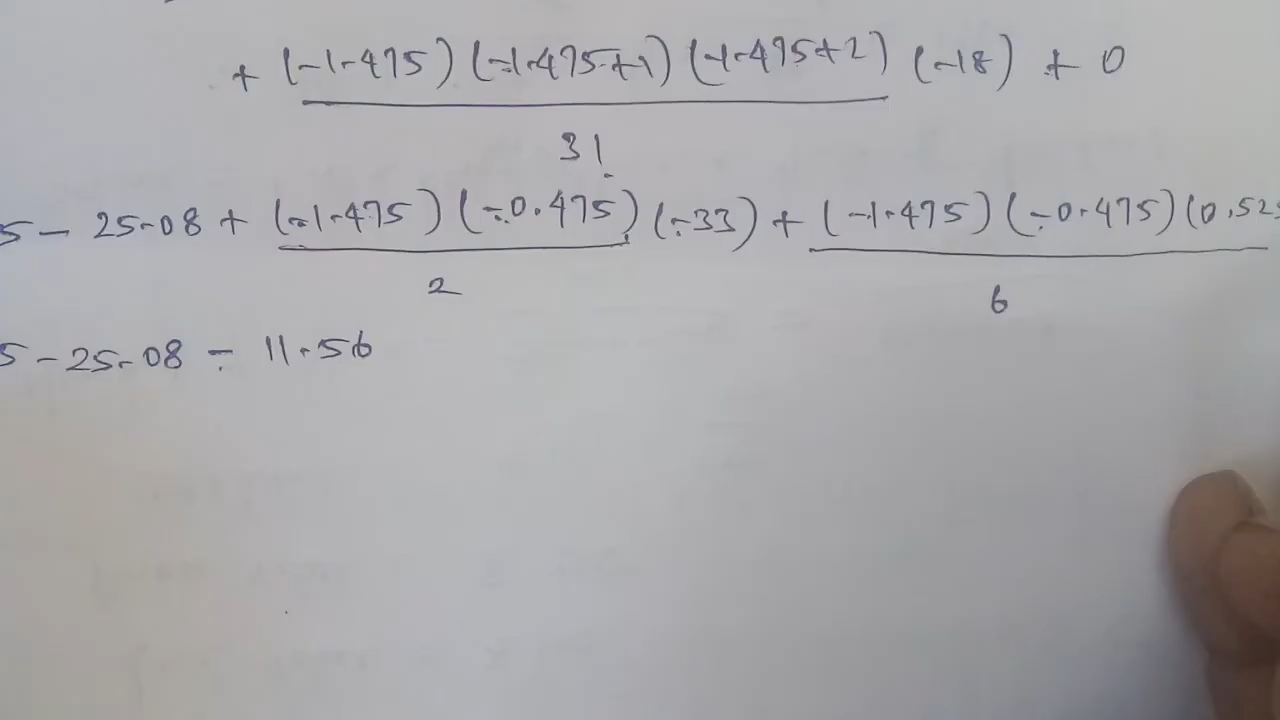 + (-1.475) (-1.475+1) (-1.475+2) (-18) + 0
3!
5 - 25.08 + (-1.475) (-0.475) (-33) + (-1.475) (-0.475) (0.52
2 6
5 - 25.08 - 11.56